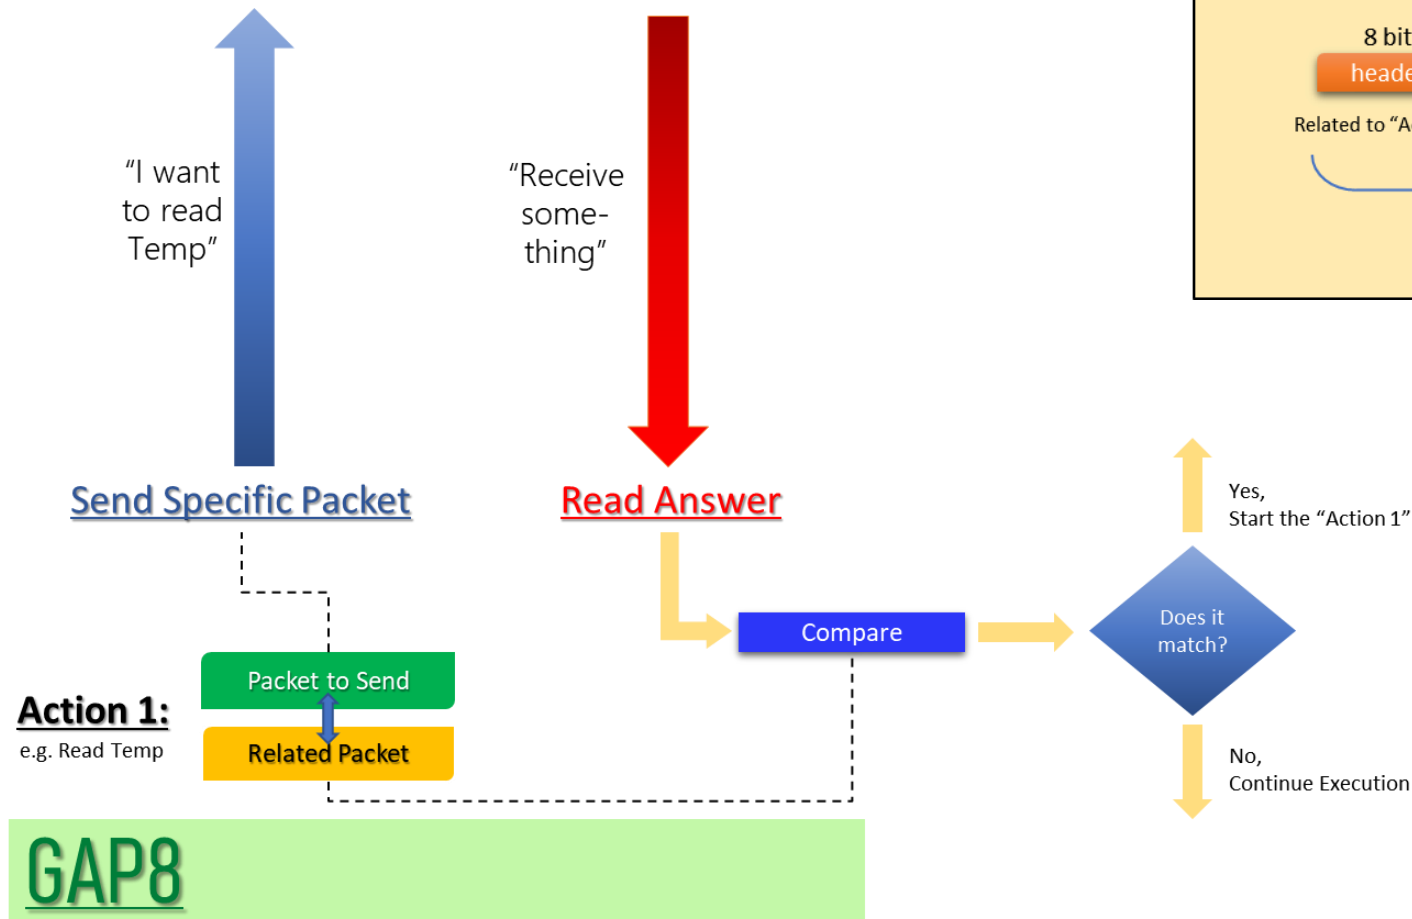 8 bit
heade
Related to “A
“I want
to read
Temp”
“Receive
some-
thing”
Send Specific Packet
Read Answer
Yes,
Start the “Action 1”
Compare
Does it
match?
Packet to Send
Action 1:
e.g. Read Temp
Related Packet
No,
Continue Execution
GAP8